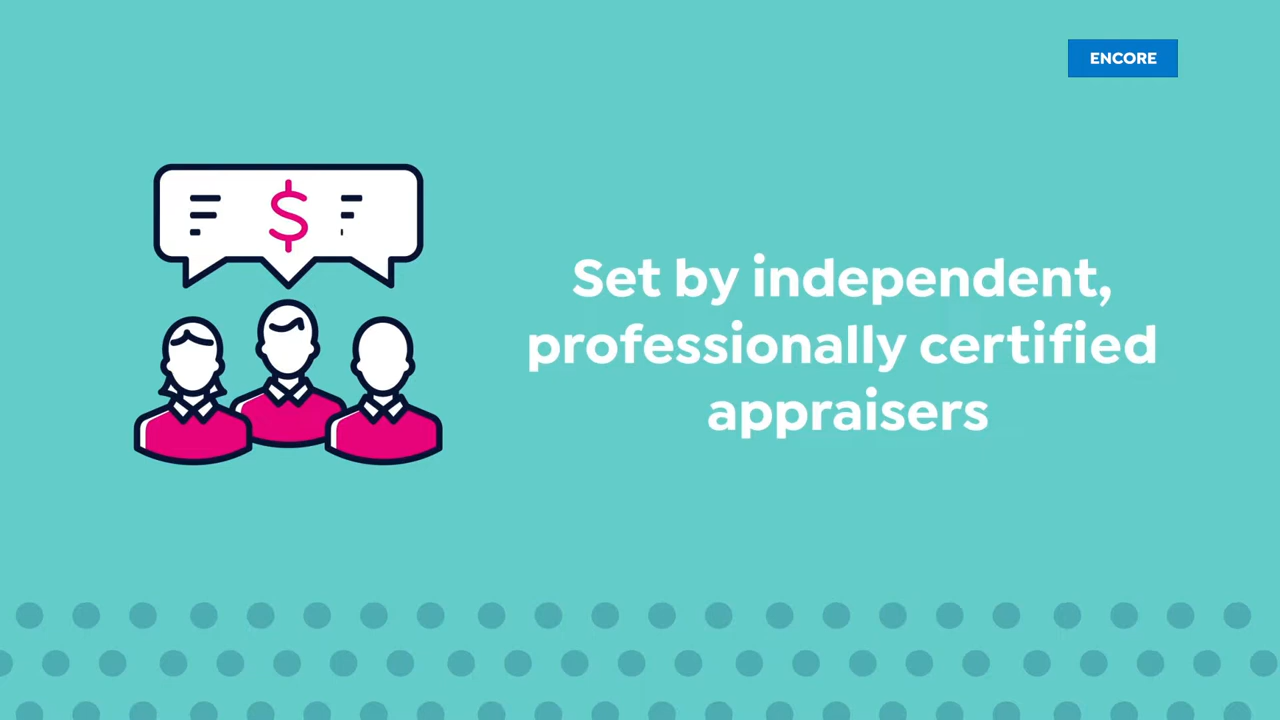 ENCORE
$
Set by independent,
professionally certified
appraisers